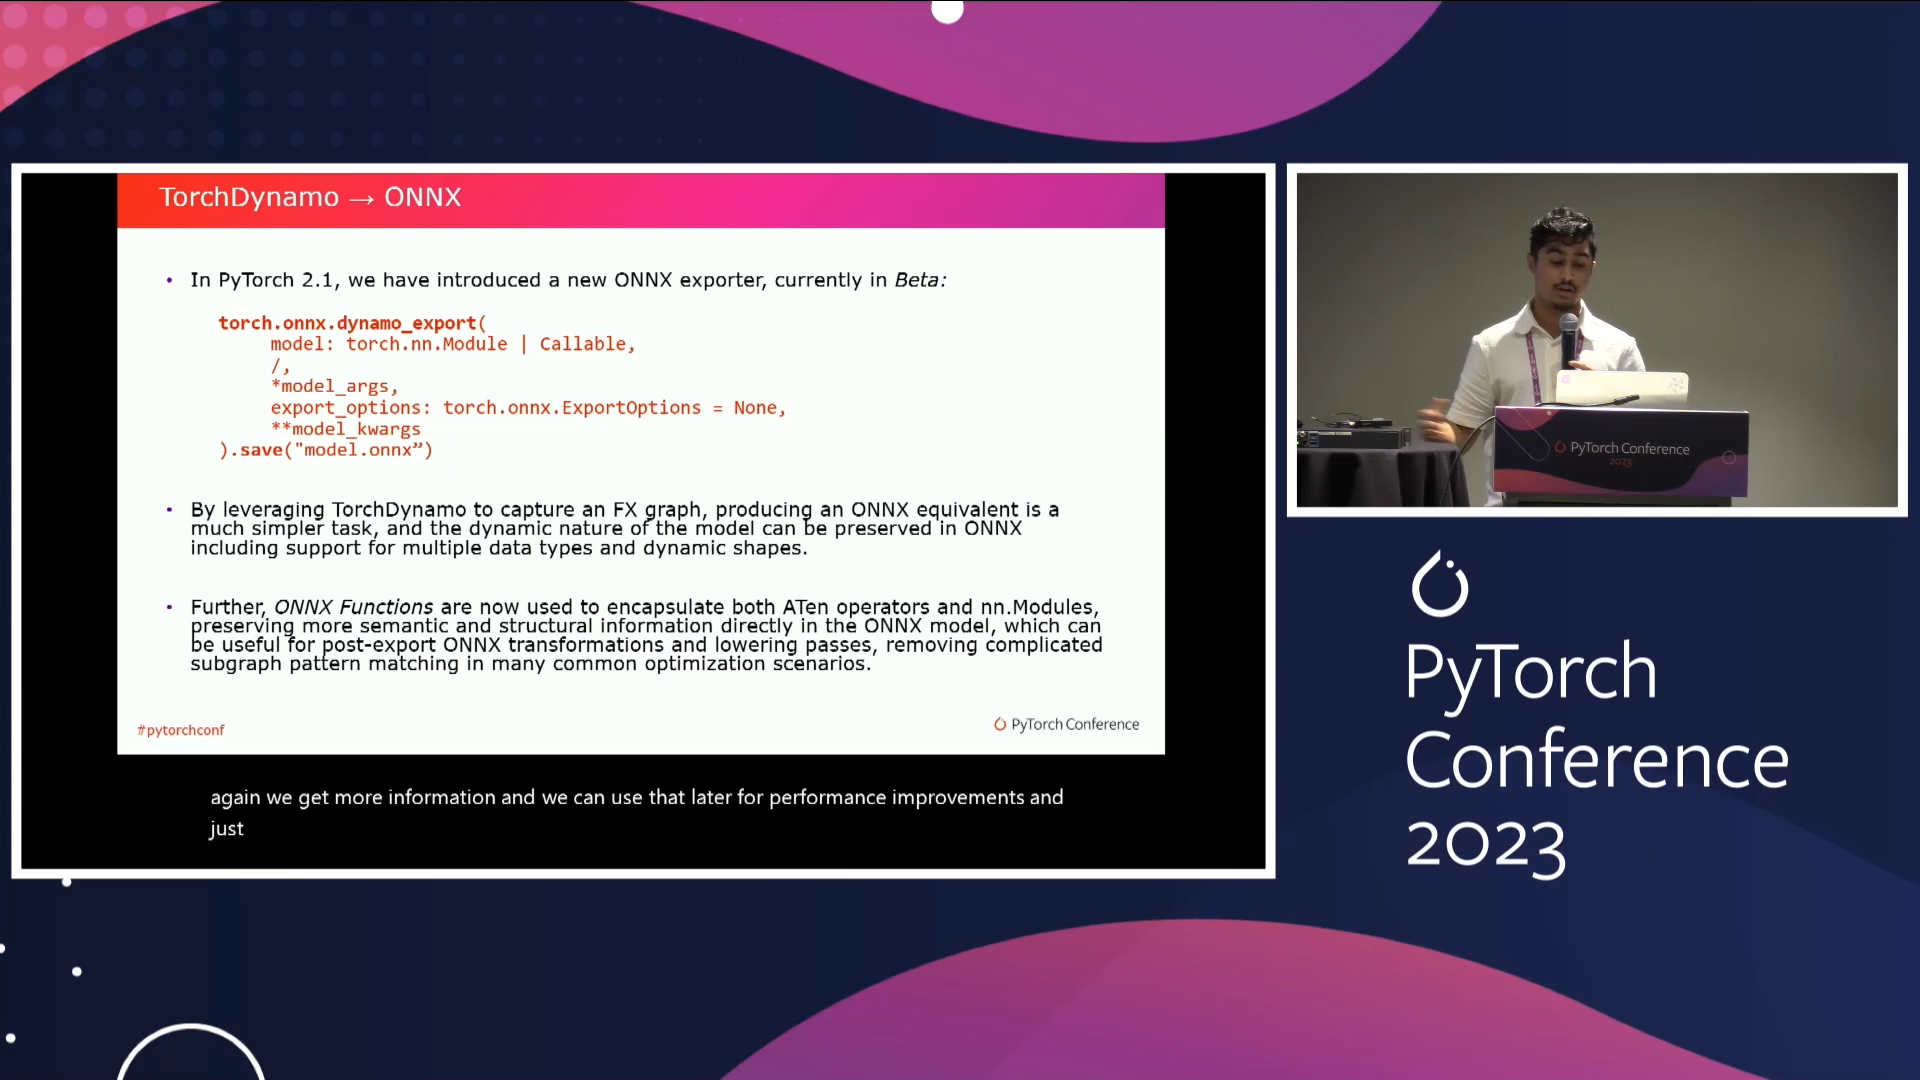 TorchDynamo → ONNX
• In PyTorch 2.1, we have introduced a new ONNX exporter, currently in Beta:
torch.onnx.dynamo_export(
model: torch.nn.Module | Callable,
/,
*model_args,
export_options: torch.onnx.ExportOptions = None,
**model_kwargs
).save("model.onnx”)
• By leveraging TorchDynamo to capture an FX graph, producing an ONNX equivalent is a
much simpler task, and the dynamic nature of the model can be preserved in ONNX
including support for multiple data types and dynamic shapes.
• Further, ONNX Functions are now used to encapsulate both ATen operators and nn.Modules,
preserving more semantic and structural information directly in the ONNX model, which can
be useful for post-export ONNX transformations and lowering passes, removing complicated
subgraph pattern matching in many common optimization scenarios.
#pytorchconf
PyTorch Conference
again we get more information and we can use that later for performance improvements and
just
PyTorch Conference
2023
PyTorch
Conference
2023